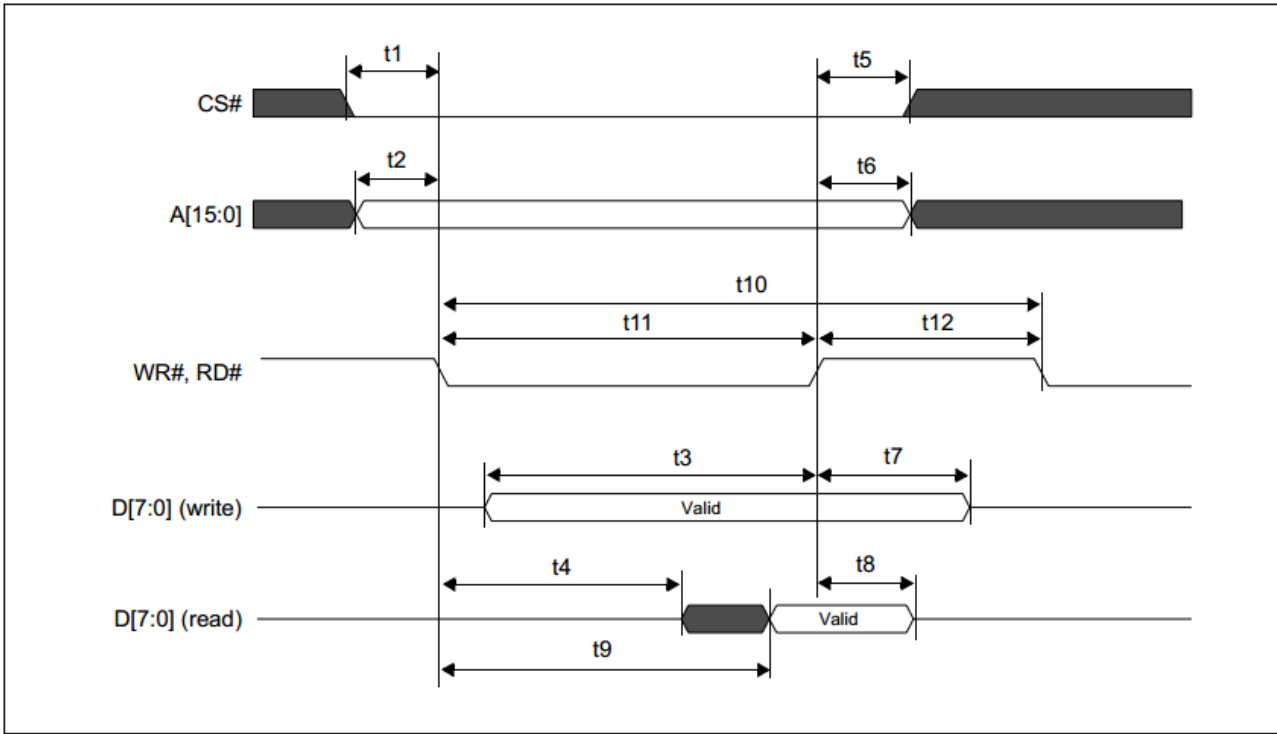 t1
t5
CS#
t2
t6
A[15:0]
t10
t11
t12
WR#, RD#
t3
t7
D[7:0] (write)
Valid
t4
t8
D[7:0] (read)
Valid
t9